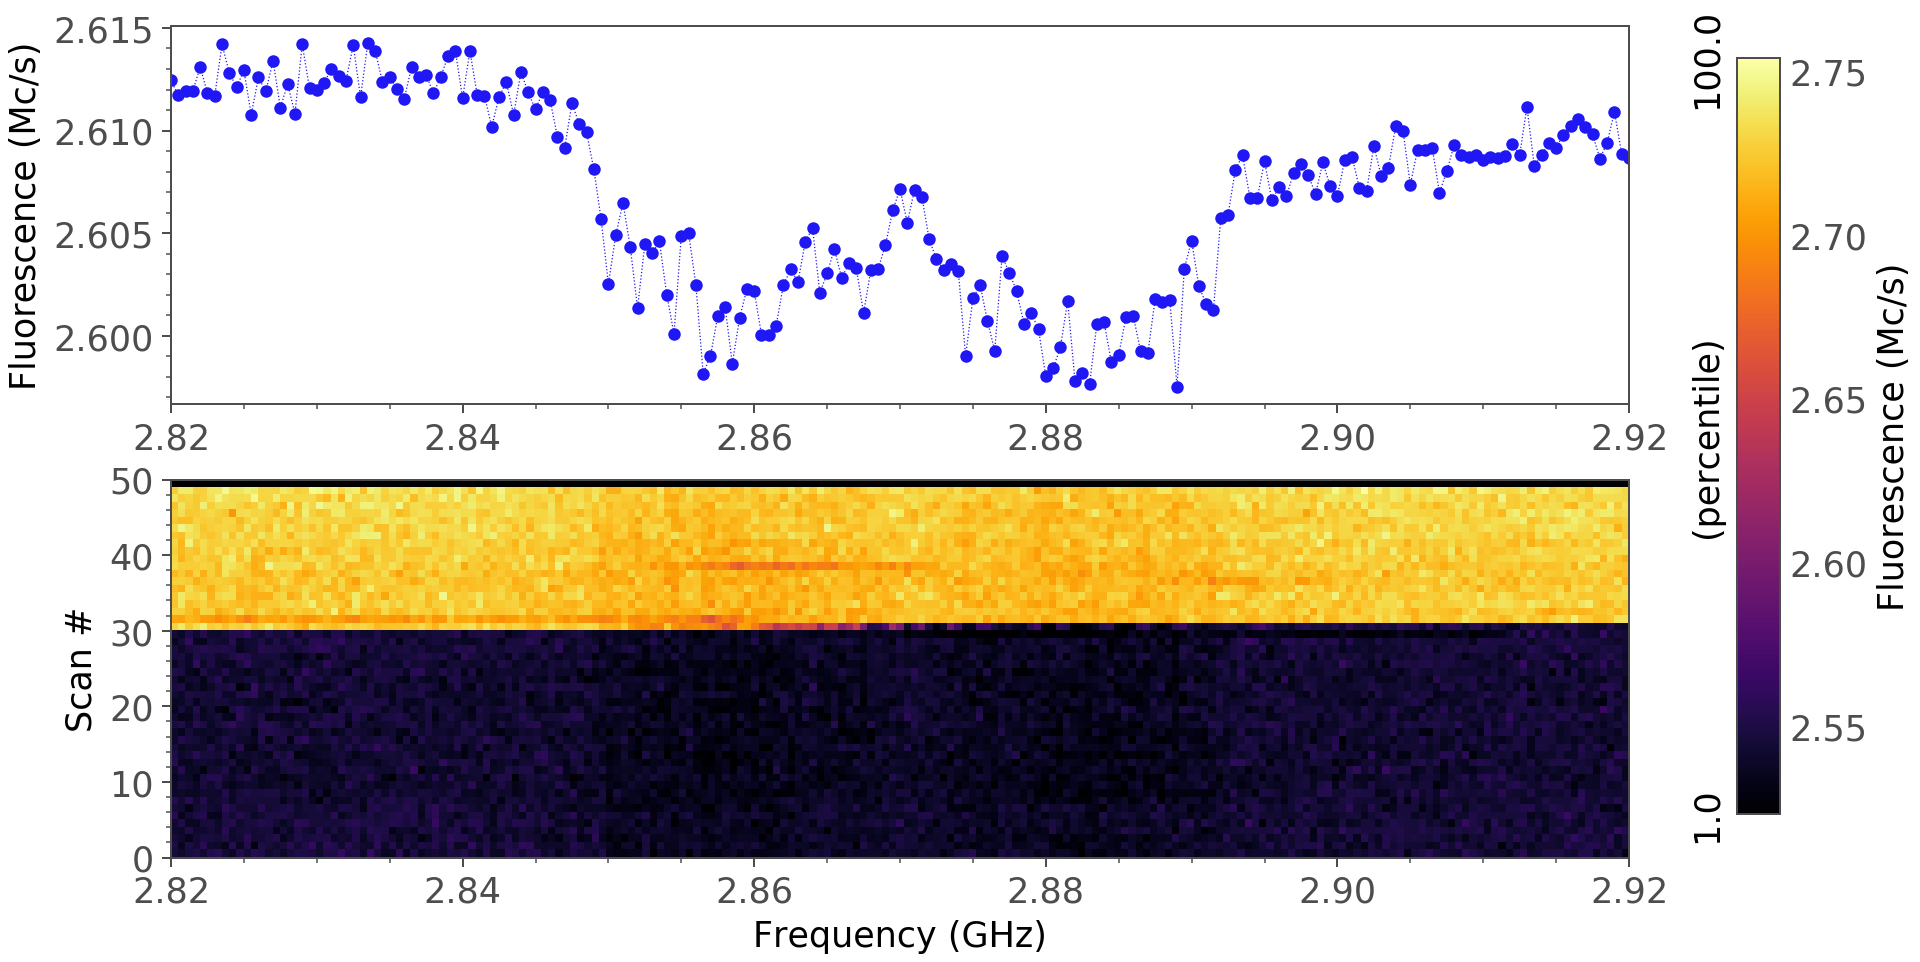 Fluorescence (Mc/s)
2.615
2.610
2.605
2.600
2.82 2.84 2.86 2.88 2.90 2.92
Scan #
50
40
30
20
10
0
2.82 2.84 2.86 2.88 2.90 2.92
Frequency (GHz)
100.0
(percentile)
1.0
2.75
2.70
2.65
2.60
2.55
Fluorescence (Mc/s)